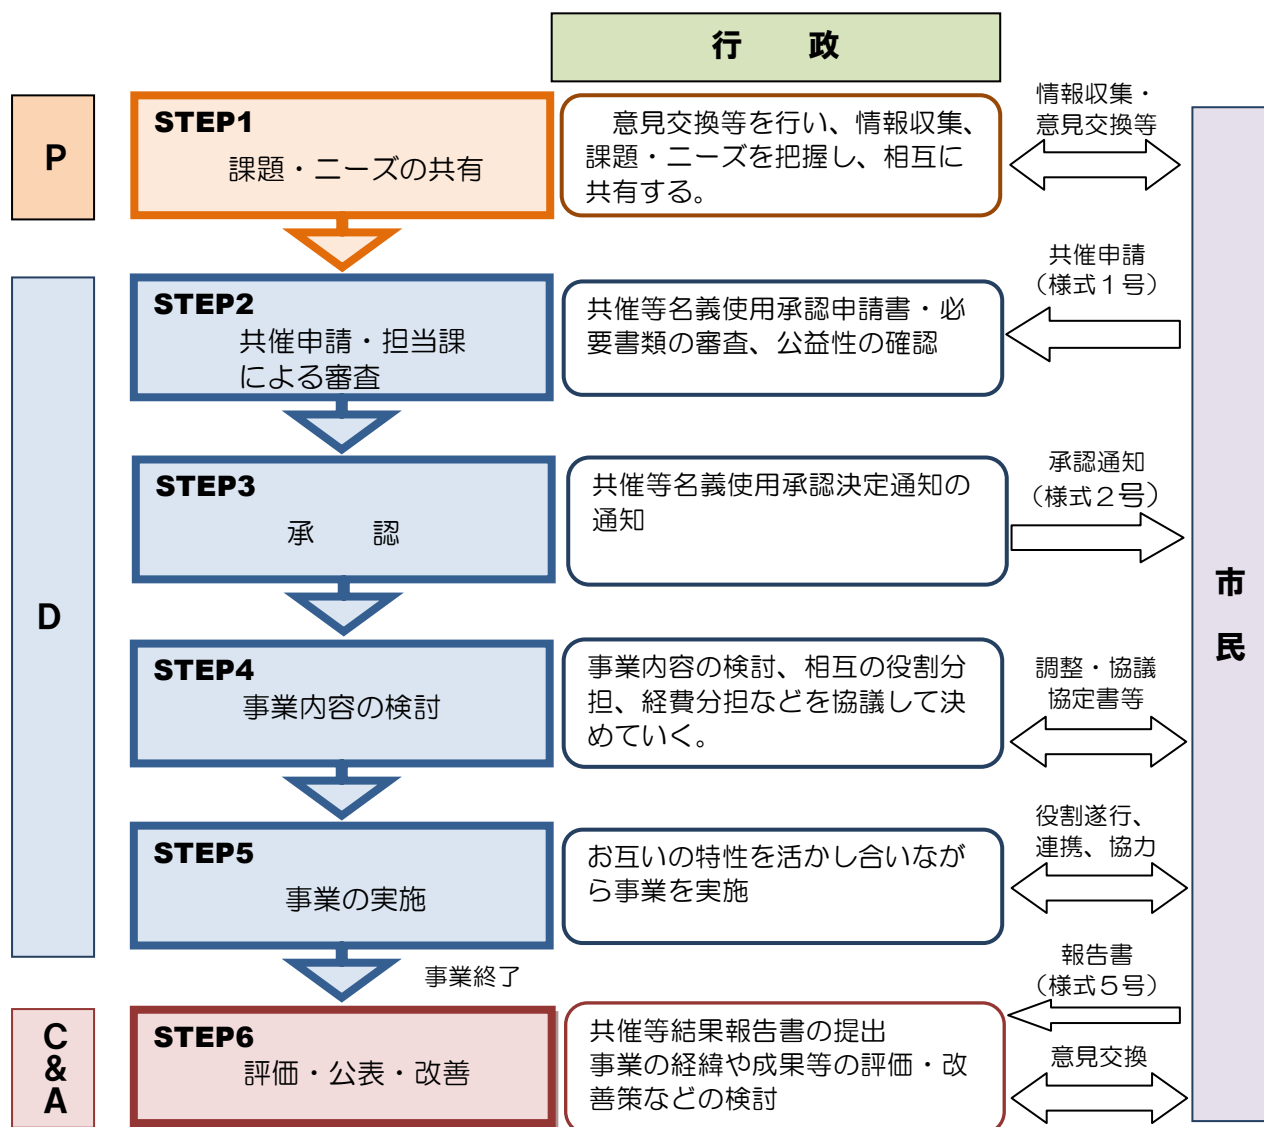 行　　政
P
STEP1
課題・ニーズの共有
　意見交換等を行い、情報収集、
課題・ニーズを把握し、相互に
共有する。
情報収集・
意見交換等
市
民
D
STEP2
共催申請・担当課
による審査
共催等名義使用承認申請書・必
要書類の審査、公益性の確認
共催申請
（様式１号）
STEP3
承　　認
共催等名義使用承認決定通知の
通知
承認通知
（様式２号）
STEP4
事業内容の検討
事業内容の検討、相互の役割分
担、経費分担などを協議して決
めていく。
調整・協議
協定書等
STEP5
事業の実施
お互いの特性を活かし合いなが
ら事業を実施
役割遂行、
連携、協力
事業終了
C
&
A
STEP6
評価・公表・改善
共催等結果報告書の提出
事業の経緯や成果等の評価・改
善策などの検討
報告書
（様式５号）
意見交換